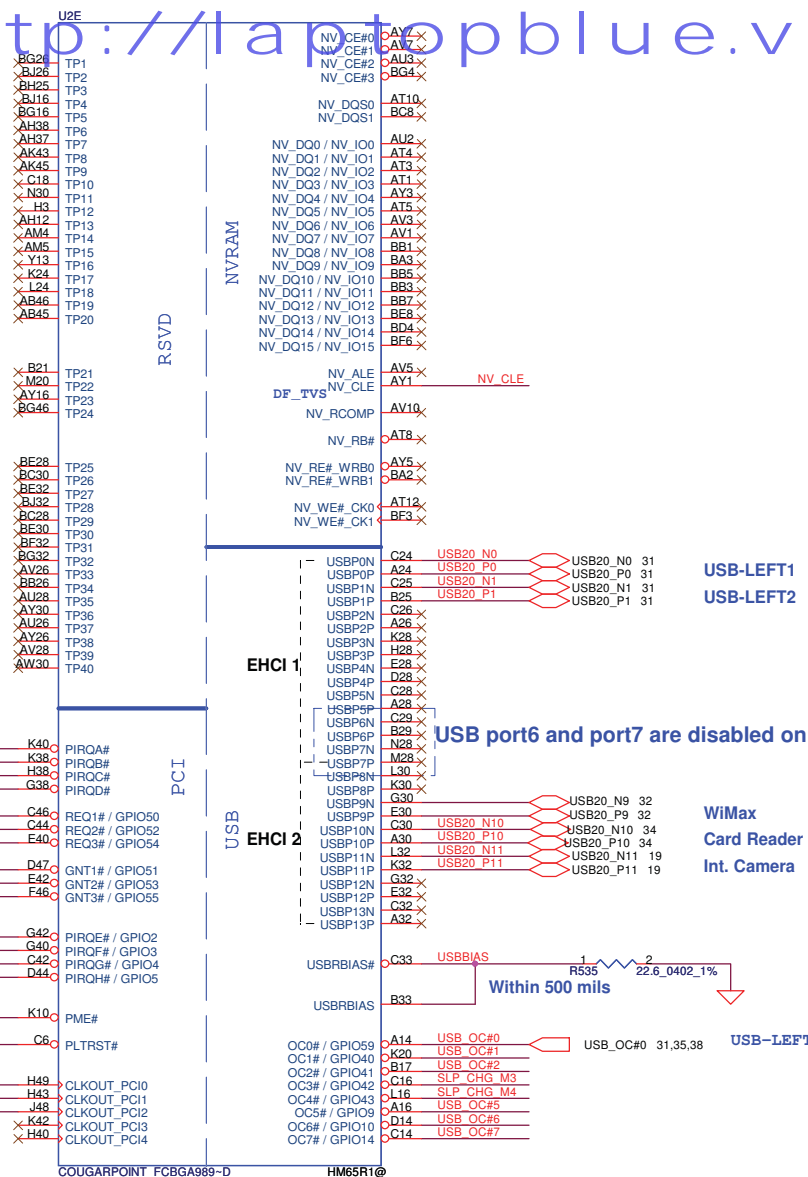 tp://laptopblue.v
U2E
BG26 TP1
BJ26 TP2
BH25 TP3
BJ16 TP4
BG16 TP5
AH38 TP6
AH37 TP7
AK43 TP8
AK45 TP9
C18 TP10
N30 TP11
H3 TP12
AH12 TP13
AM4 TP14
AM5 TP15
Y13 TP16
K24 TP17
L24 TP18
AB46 TP19
AB45 TP20
B21 TP21
M20 TP22
AY16 TP23
BG46 TP24
BE28 TP25
BC30 TP26
BE32 TP27
BJ32 TP28
BC28 TP29
BE30 TP30
BF32 TP31
BG32 TP32
AV26 TP33
BB26 TP34
AU28 TP35
AY30 TP36
AU26 TP37
AY26 TP38
AV28 TP39
AW30 TP40
RSVD
NVRAM
NV_CE#0 AY7
NV_CE#1 AV7
NV_CE#2 AU3
NV_CE#3 BG4
NV_DQS0 AT10
NV_DQS1 BC8
NV_DQ0 / NV_IO0 AU2
NV_DQ1 / NV_IO1 AT4
NV_DQ2 / NV_IO2 AT3
NV_DQ3 / NV_IO3 AT1
NV_DQ4 / NV_IO4 AY3
NV_DQ5 / NV_IO5 AT5
NV_DQ6 / NV_IO6 AV3
NV_DQ7 / NV_IO7 AV1
NV_DQ8 / NV_IO8 BB1
NV_DQ9 / NV_IO9 BA3
NV_DQ10 / NV_IO10 BB5
NV_DQ11 / NV_IO11 BB3
NV_DQ12 / NV_IO12 BB7
NV_DQ13 / NV_IO13 BE8
NV_DQ14 / NV_IO14 BD4
NV_DQ15 / NV_IO15 BF6
NV_ALE AV5
DF_TVS NV_CLE AY1 NV_CLE
NV_RCOMP AV10
NV_RB# AT8
NV_RE#_WRB0 AY5
NV_RE#_WRB1 BA2
NV_WE#_CK0 AT12
NV_WE#_CK1 BF3
USBP0N C24 USB20_N0 USB20_N0 31
USBP0P A24 USB20_P0 USB20_P0 31 USB-LEFT1
USBP1N C25 USB20_N1 USB20_N1 31
USBP1P B25 USB20_P1 USB20_P1 31 USB-LEFT2
USBP2N C26
USBP2P A26
USBP3N K28
USBP3P H28
USBP4N E28
USBP4P D28
USBP5N C28
USBP5P A28
USBP6N C29
USBP6P B29
USBP7N N28
USBP7P M28
USBP8N L30
USBP8P K30
USBP9N G30 USB20_N9 32
USBP9P E30 USB20_P9 32 WiMax
USBP10N C30 USB20_N10 USB20_N10 34
USBP10P A30 USB20_P10 USB20_P10 34 Card Reader
USBP11N L32 USB20_N11 USB20_N11 19
USBP11P K32 USB20_P11 USB20_P11 19 Int. Camera
USBP12N G32
USBP12P E32
USBP13N C32
USBP13P A32
EHCI 1
USB port6 and port7 are disabled on
EHCI 2
USB
PCI
K40 PIRQA#
K38 PIRQB#
H38 PIRQC#
G38 PIRQD#
C46 REQ1# / GPIO50
C44 REQ2# / GPIO52
E40 REQ3# / GPIO54
D47 GNT1# / GPIO51
E42 GNT2# / GPIO53
F46 GNT3# / GPIO55
G42 PIRQE# / GPIO2
G40 PIRQF# / GPIO3
C42 PIRQG# / GPIO4
D44 PIRQH# / GPIO5
K10 PME#
C6 PLTRST#
H49 CLKOUT_PCI0
H43 CLKOUT_PCI1
J48 CLKOUT_PCI2
K42 CLKOUT_PCI3
H40 CLKOUT_PCI4
USBRBIAS# C33 USBBIAS
1 2
R535 22.6_0402_1%
Within 500 mils
USBRBIAS B33
OC0# / GPIO59 A14 USB_OC#0 USB_OC#0 31,35,38 USB-LEFT
OC1# / GPIO40 K20 USB_OC#1
OC2# / GPIO41 B17 USB_OC#2
OC3# / GPIO42 C16 SLP_CHG_M3
OC4# / GPIO43 L16 SLP_CHG_M4
OC5# / GPIO9 A16 USB_OC#5
OC6# / GPIO10 D14 USB_OC#6
OC7# / GPIO14 C14 USB_OC#7
COUGARPOINT_FCBGA989~D HM65R1@